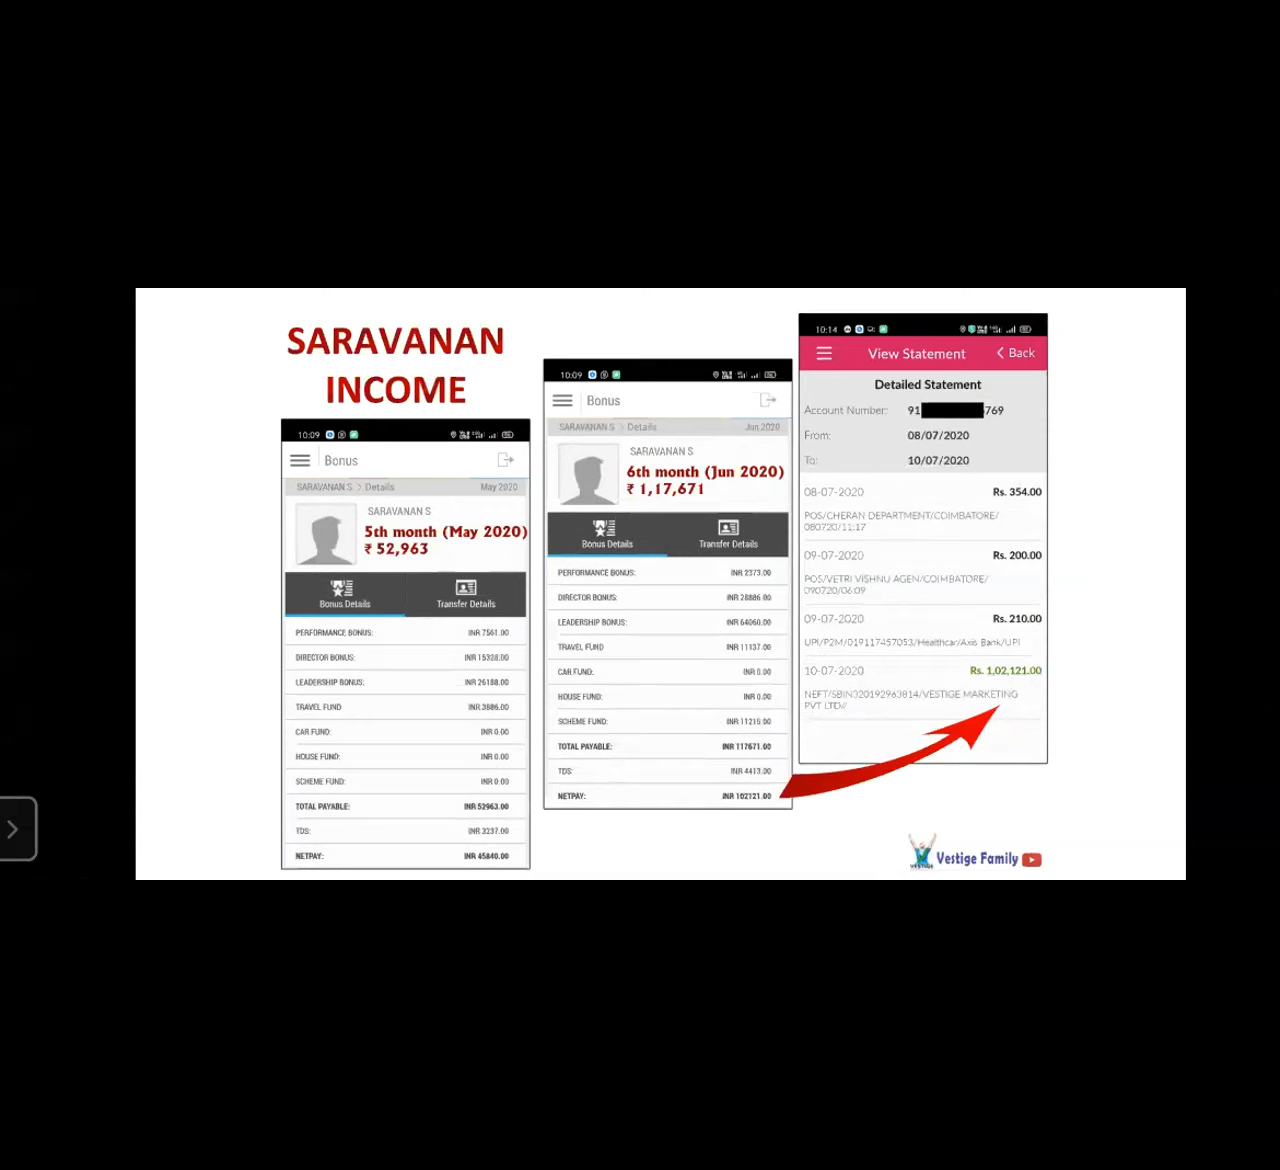 SARAVANAN
INCOME
10:09
Bonus
SARAVANAN S > Details May 2020
SARAVANAN S
5th month (May 2020)
₹ 52,963
Bonus Details Transfer Details
PERFORMANCE BONUS: INR 7561.00
DIRECTOR BONUS: INR 15328.00
LEADERSHIP BONUS: INR 26188.00
TRAVEL FUND INR 3886.00
CAR FUND: INR 0.00
HOUSE FUND: INR 0.00
SCHEME FUND: INR 0.00
TOTAL PAYABLE: INR 52963.00
TDS: INR 3237.00
NETPAY: INR 45840.00
10:09
Bonus
SARAVANAN S > Details Jun 2020
SARAVANAN S
6th month (Jun 2020)
₹ 1,17,671
Bonus Details Transfer Details
PERFORMANCE BONUS: INR 2373.00
DIRECTOR BONUS: INR 28886.00
LEADERSHIP BONUS: INR 64060.00
TRAVEL FUND INR 11137.00
CAR FUND: INR 0.00
HOUSE FUND: INR 0.00
SCHEME FUND: INR 11215.00
TOTAL PAYABLE: INR 117671.00
TDS: INR 4413.00
NETPAY: INR 102121.00
10:14
View Statement < Back
Detailed Statement
Account Number: 91 769
From: 08/07/2020
To: 10/07/2020
08-07-2020 Rs. 354.00
POS/CHERAN DEPARTMENT/COIMBATORE/
080720/11:17
09-07-2020 Rs. 200.00
POS/VETRI VISHNU AGEN/COIMBATORE/
090720/06:09
09-07-2020 Rs. 210.00
UPI/P2M/019117457053/Healthcar/Axis Bank/UPI
10-07-2020 Rs. 1,02,121.00
NEFT/SBIN320192963814/VESTIGE MARKETING
PVT LTD//
VESTIGE
Vestige Family